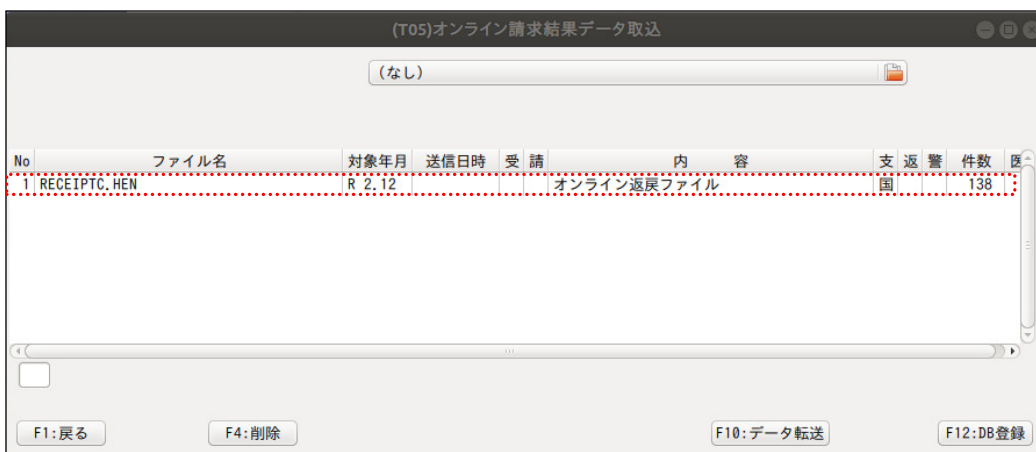 (T05)オンライン請求結果データ取込
(なし)
No ファイル名 対象年月 送信日時 受 請 内 容 支 返 警 件数 医
1 RECEIPTC.HEN R 2.12 オンライン返戻ファイル 国 138
F1:戻る F4:削除 F10:データ転送 F12:DB登録